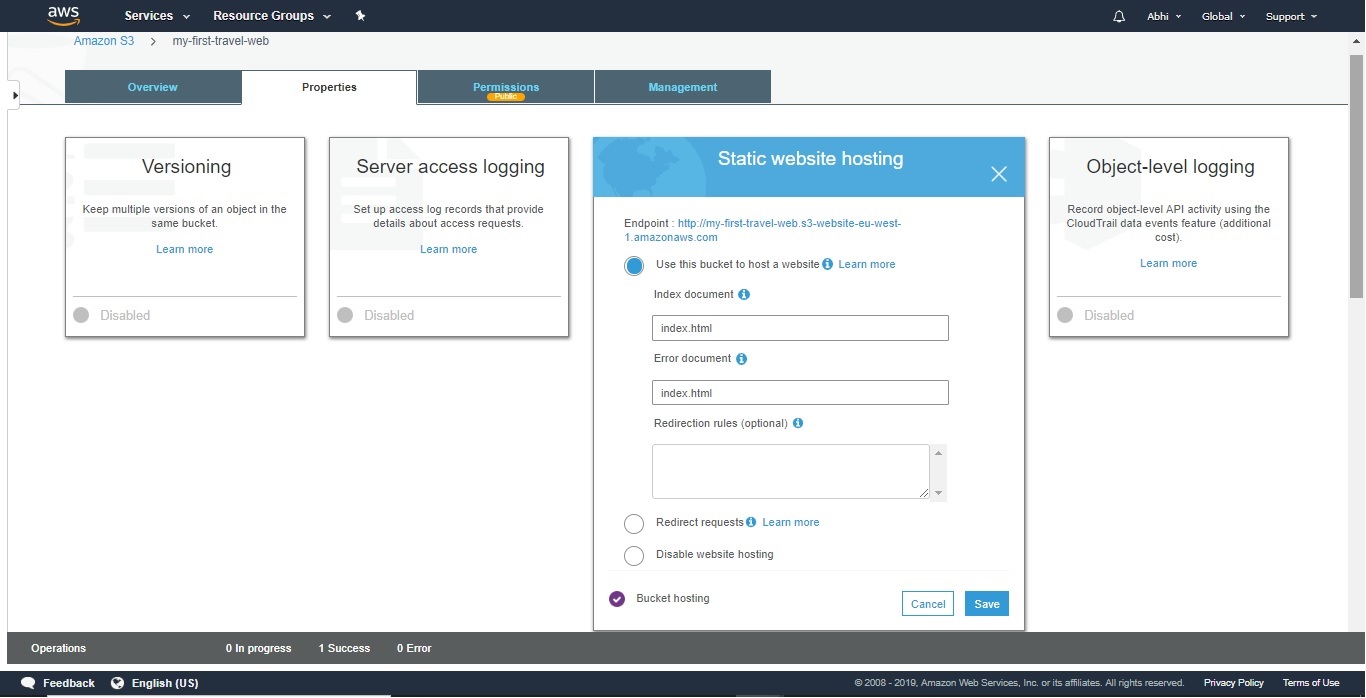 aws Services Resource Groups Abhi Global Support
Amazon S3 my-first-travel-web
Overview Properties Permissions Management
Public
Versioning
Keep multiple versions of an object in the
same bucket.
Learn more
Disabled
Server access logging
Set up access log records that provide
details about access requests.
Learn more
Disabled
Static website hosting
Endpoint : http://my-first-travel-web.s3-website-eu-west-
1.amazonaws.com
Use this bucket to host a website Learn more
Index document
index.html
Error document
index.html
Redirection rules (optional)
Redirect requests Learn more
Disable website hosting
Bucket hosting
Cancel Save
Object-level logging
Record object-level API activity using the
CloudTrail data events feature (additional
cost).
Learn more
Disabled
Operations 0 In progress 1 Success 0 Error
Feedback English (US) © 2008 - 2019, Amazon Web Services, Inc. or its affiliates. All rights reserved. Privacy Policy Terms of Use